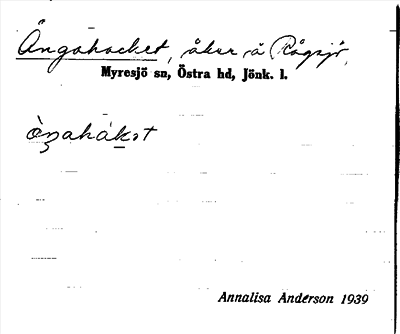 Ångahacket, åker å Rågsjö,
Myresjö sn, Östra hd, Jönk. l.
Annalisa Anderson 1939